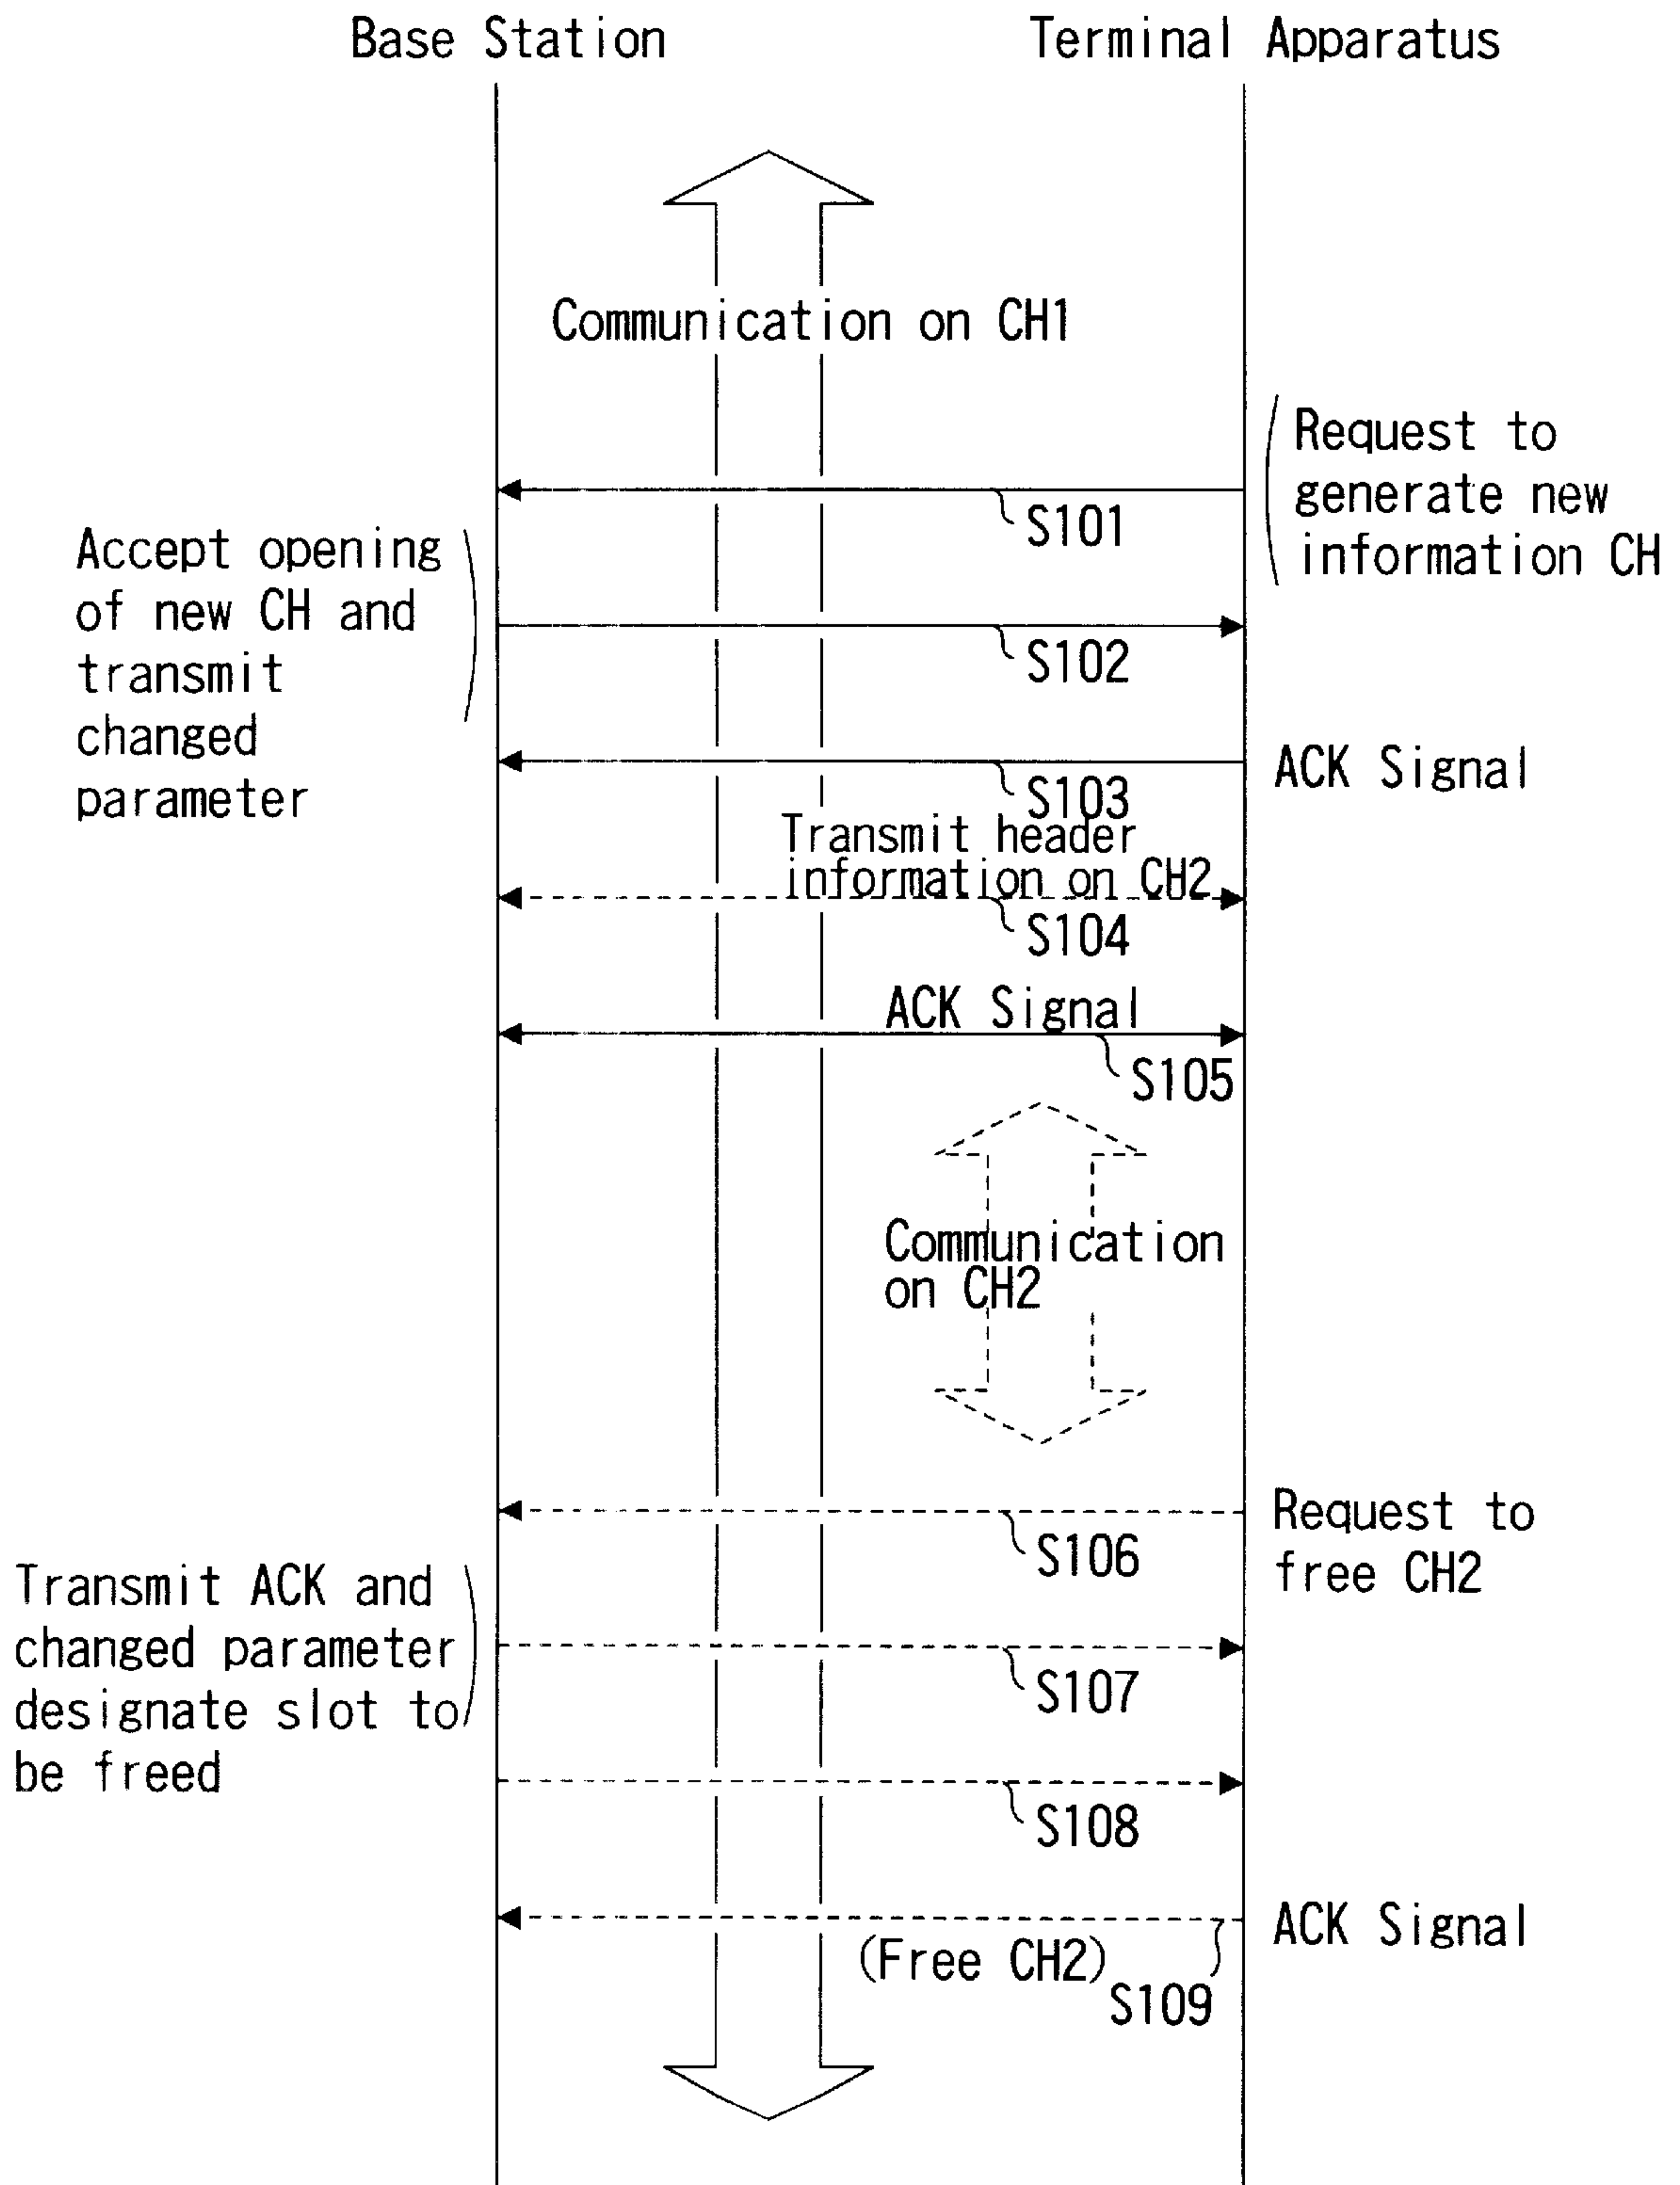 Base Station
Terminal Apparatus
Communication on CH1
Request to
generate new
information CH
S101
Accept opening
of new CH and
transmit
changed
parameter
S102
ACK Signal
S103
Transmit header
information on CH2
S104
ACK Signal
S105
Communication
on CH2
Request to
free CH2
S106
Transmit ACK and
changed parameter
designate slot to
be freed
S107
S108
ACK Signal
(Free CH2)
S109